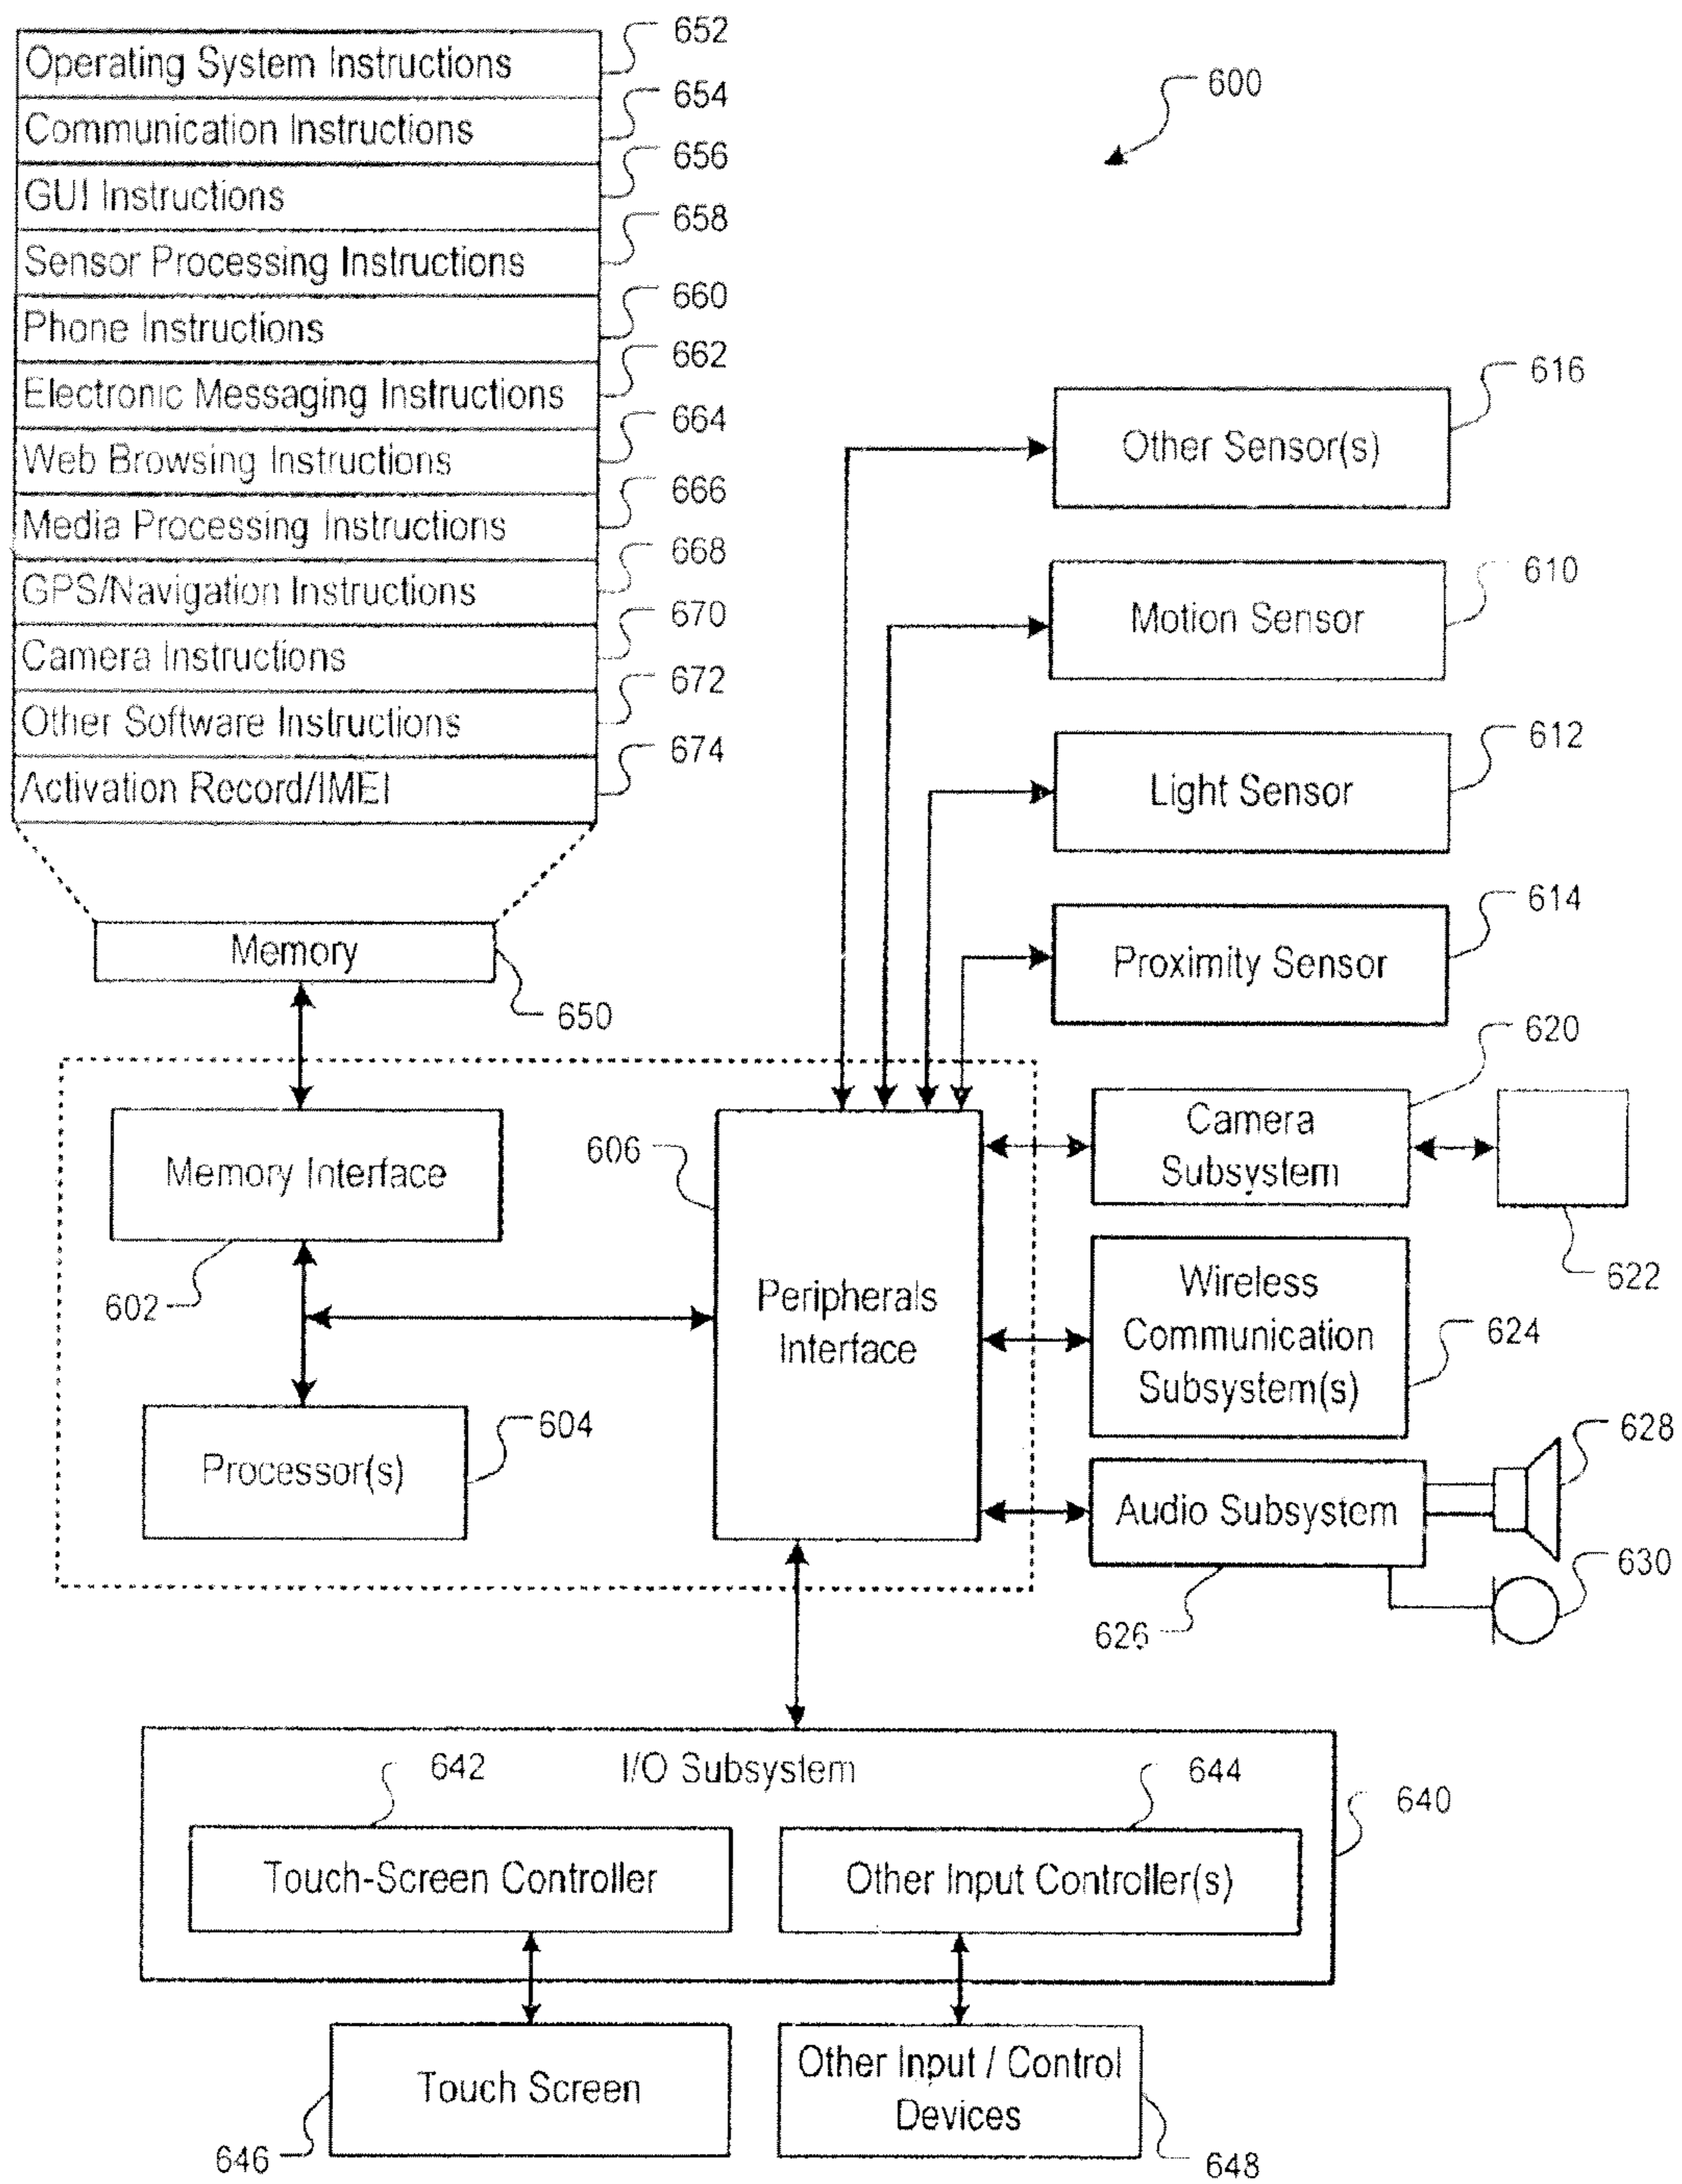 652
Operating System Instructions
654
Communication Instructions
656
GUI Instructions
658
Sensor Processing Instructions
660
Phone Instructions
662
Electronic Messaging Instructions
664
Web Browsing Instructions
666
Media Processing Instructions
668
GPS/Navigation Instructions
670
Camera Instructions
672
Other Software Instructions
674
Activation Record/IMEI
600
Memory
650
616
Other Sensor(s)
610
Motion Sensor
612
Light Sensor
614
Proximity Sensor
620
Camera
Subsystem
622
606
Memory Interface
602
Peripherals
Interface
Wireless
Communication
Subsystem(s)
624
604
Processor(s)
628
Audio Subsystem
630
626
I/O Subsystem
642
644
640
Touch-Screen Controller
Other Input Controller(s)
Touch Screen
646
Other Input / Control
Devices
648